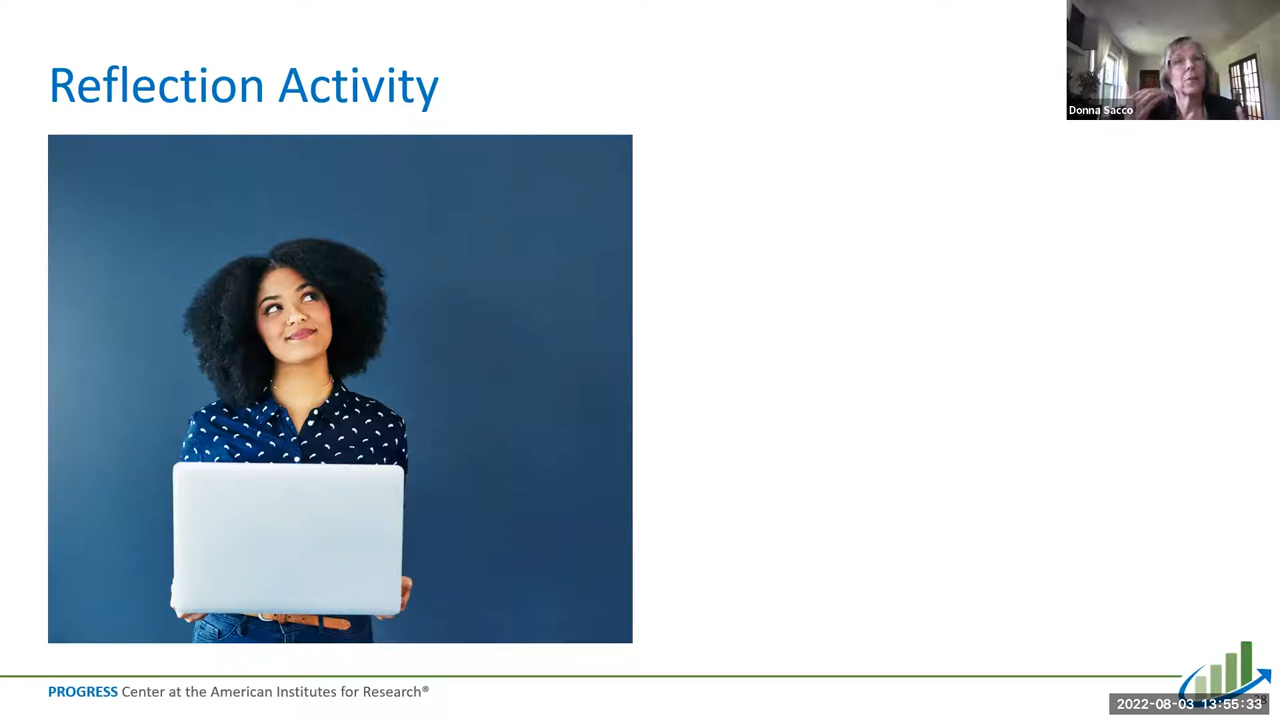 Reflection Activity
Donna Sacco
PROGRESS Center at the American Institutes for Research®
2022-08-03 13:55:33